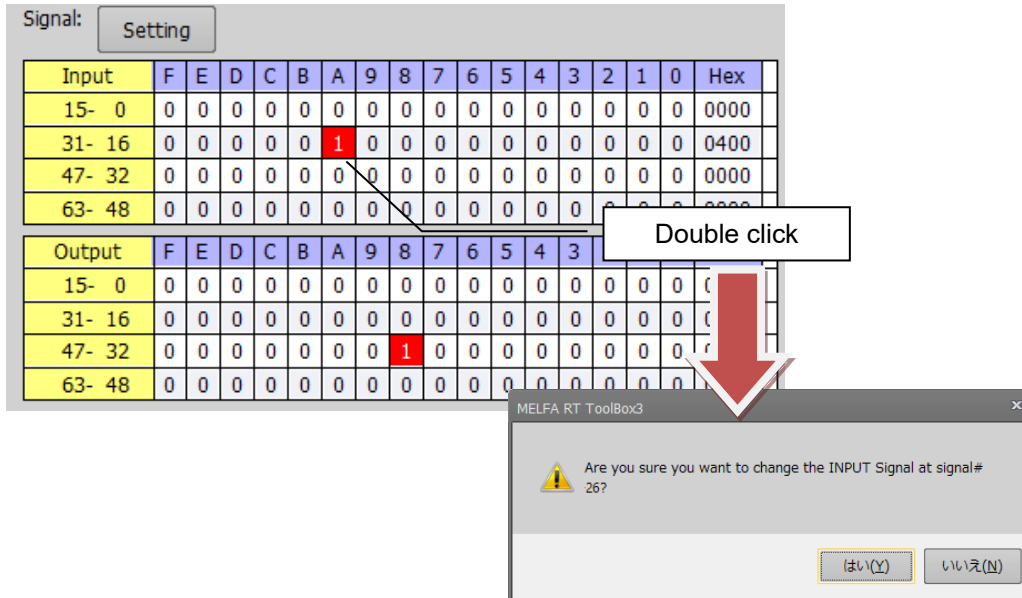 Signal: Setting
Input F E D C B A 9 8 7 6 5 4 3 2 1 0 Hex
15- 0 0 0 0 0 0 0 0 0 0 0 0 0 0 0 0 0 0000
31- 16 0 0 0 0 0 1 0 0 0 0 0 0 0 0 0 0 0400
47- 32 0 0 0 0 0 0 0 0 0 0 0 0 0 0 0 0 0000
63- 48 0 0 0 0 0 0 0 0 0 0 0 0 0
Double click
Output F E D C B A 9 8 7 6 5 4 3
15- 0 0 0 0 0 0 0 0 0 0 0 0 0 0 0 0 0 0
31- 16 0 0 0 0 0 0 0 0 0 0 0 0 0 0 0 0
47- 32 0 0 0 0 0 0 0 1 0 0 0 0 0 0 0 0
63- 48 0 0 0 0 0 0 0 0 0 0 0 0 0 0 0 0
MELFA RT ToolBox3 x
Are you sure you want to change the INPUT Signal at signal#
26?
はい(Y) いいえ(N)